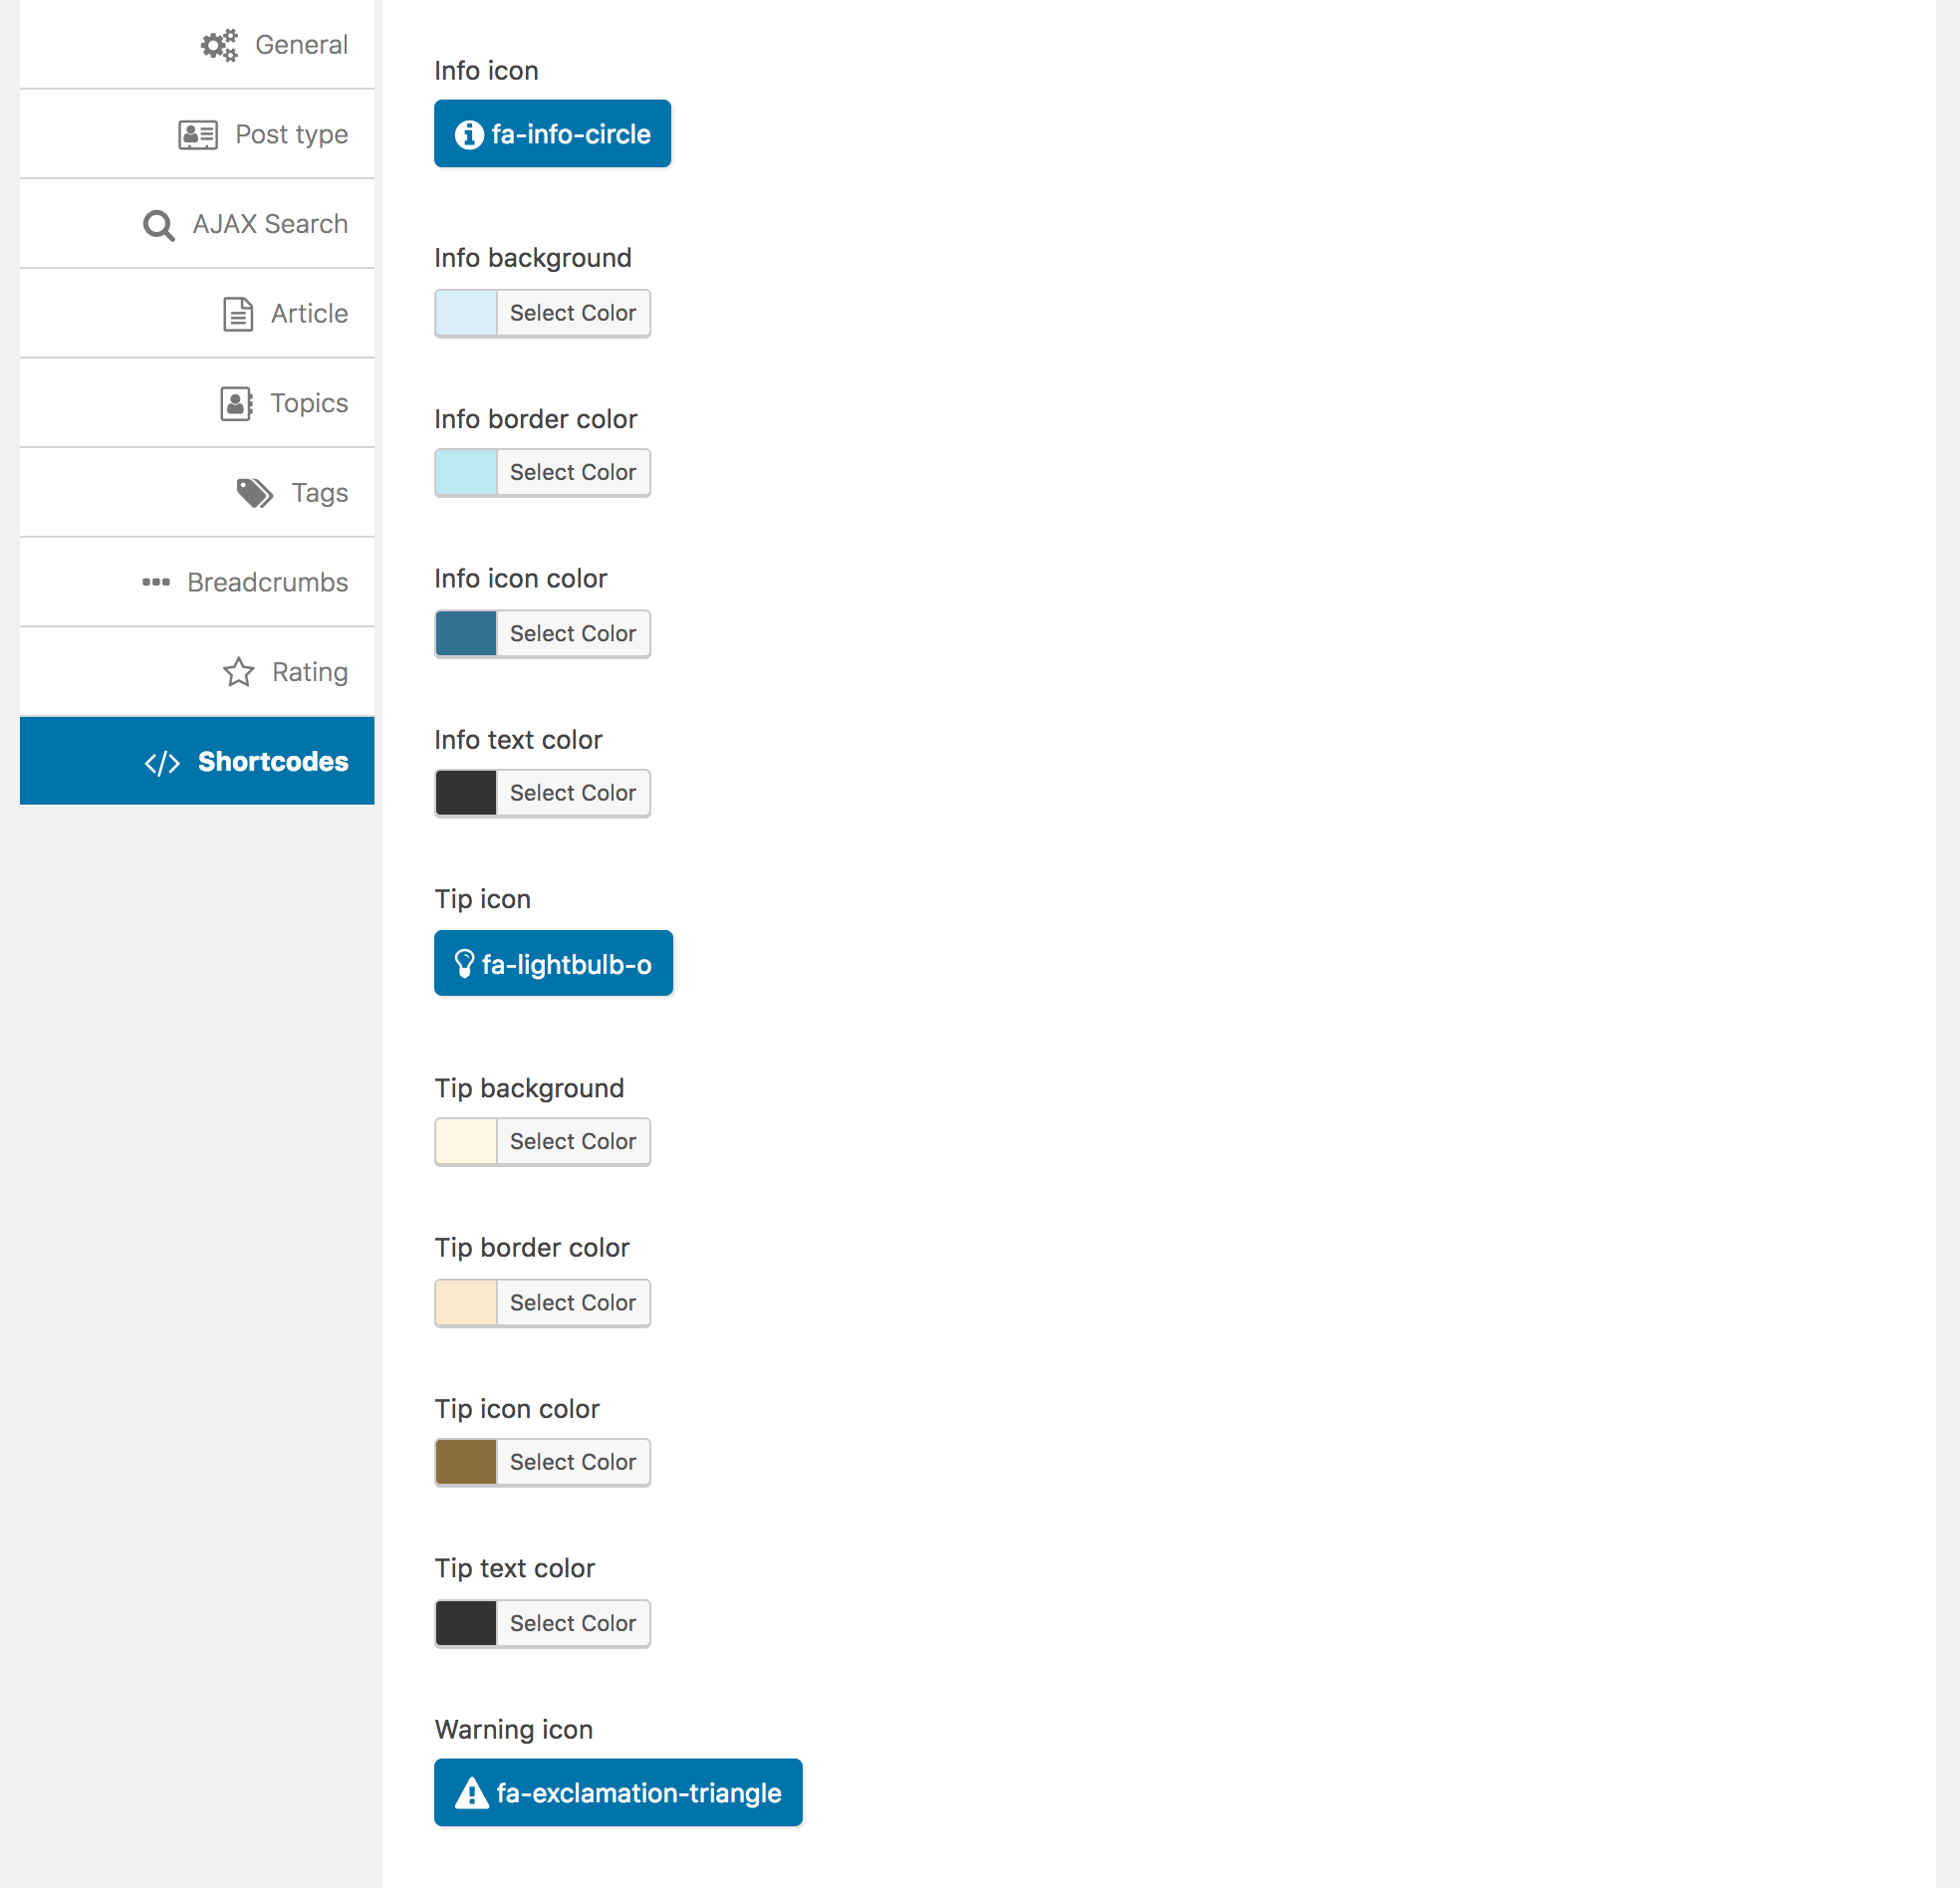 General
Post type
AJAX Search
Article
Topics
Tags
Breadcrumbs
Rating
Shortcodes
Info icon
fa-info-circle
Info background
Select Color
Info border color
Select Color
Info icon color
Select Color
Info text color
Select Color
Tip icon
fa-lightbulb-o
Tip background
Select Color
Tip border color
Select Color
Tip icon color
Select Color
Tip text color
Select Color
Warning icon
fa-exclamation-triangle